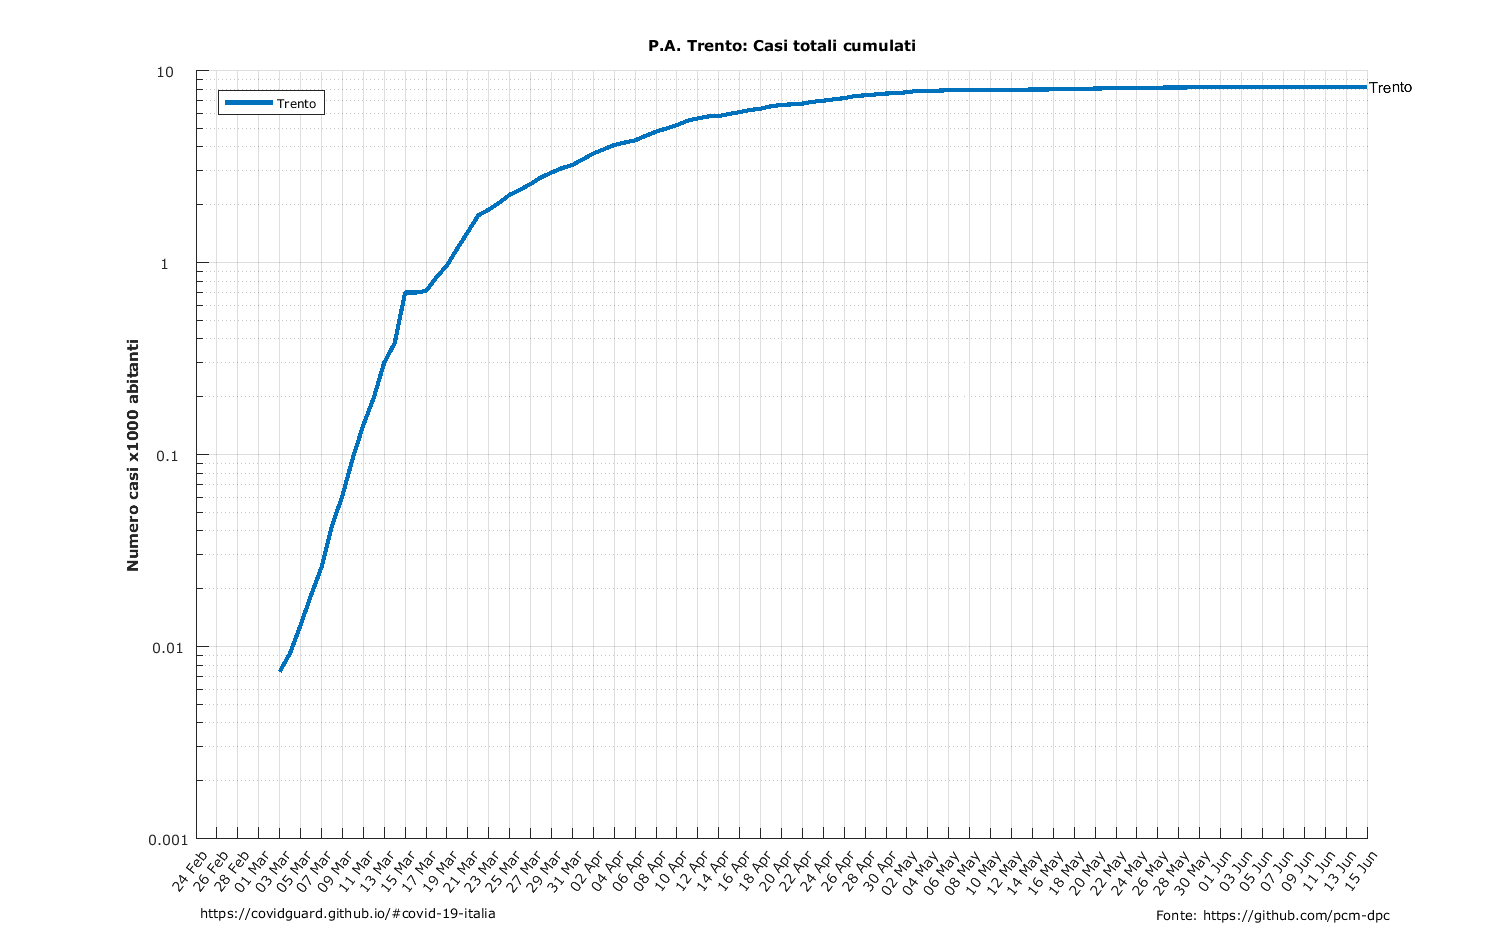 P.A. Trento: Casi totali cumulati
10
1
0.1
0.01
0.001
Numero casi x1000 abitanti
Trento
Trento
24 Feb
26 Feb
28 Feb
01 Mar
03 Mar
05 Mar
07 Mar
09 Mar
11 Mar
13 Mar
15 Mar
17 Mar
19 Mar
21 Mar
23 Mar
25 Mar
27 Mar
29 Mar
31 Mar
02 Apr
04 Apr
06 Apr
08 Apr
10 Apr
12 Apr
14 Apr
16 Apr
18 Apr
20 Apr
22 Apr
24 Apr
26 Apr
28 Apr
30 Apr
02 May
04 May
06 May
08 May
10 May
12 May
14 May
16 May
18 May
20 May
22 May
24 May
26 May
28 May
30 May
01 Jun
03 Jun
05 Jun
07 Jun
09 Jun
11 Jun
13 Jun
15 Jun
https://covidguard.github.io/#covid-19-italia
Fonte: https://github.com/pcm-dpc